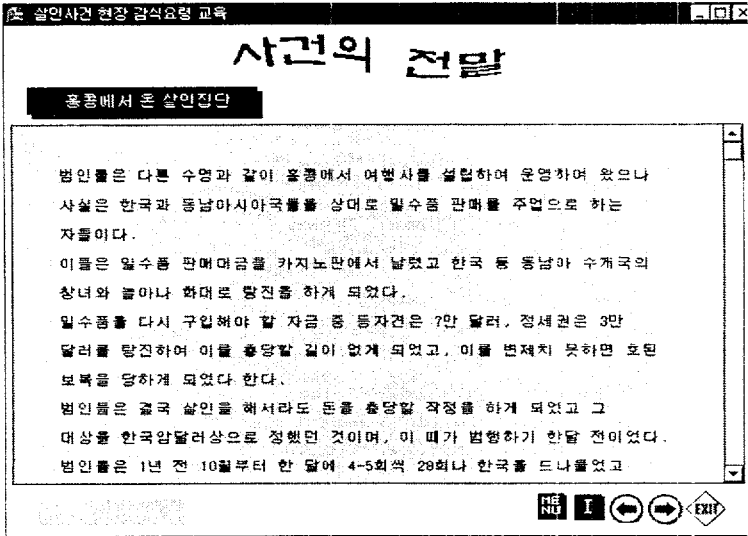 살인사건 현장 감식요령 교육
사건의 전말
홍콩에서 온 살인집단
범인들은 다른 수명과 같이 홍콩에서 여행사를 설립하여 운영하여 왔으나
사실은 한국과 동남아시아국들을 상대로 밀수품 판매를 주업으로 하는
자들이다.
이들은 밀수품 판매대금을 카지노판에서 날렸고 한국 등 동남아 수개국의
창녀와 놀아나 화대로 탕진을 하게 되었다.
밀수품을 다시 구입해야 할 자금 중 등자건은 7만 달러, 정세권은 3만
달러를 탕진하여 이를 충당할 길이 없게 되었고, 이를 변제치 못하면 호된
보복을 당하게 되었다 한다.
범인들은 결국 살인을 해서라도 돈을 충당할 작정을 하게 되었고 그
대상을 한국암달러상으로 정했던 것이며, 이 때가 범행하기 한달 전이었다.
범인들은 1년 전 10월부터 한 달에 4-5회씩 28회나 한국을 드나들었고
MENU I EXIT